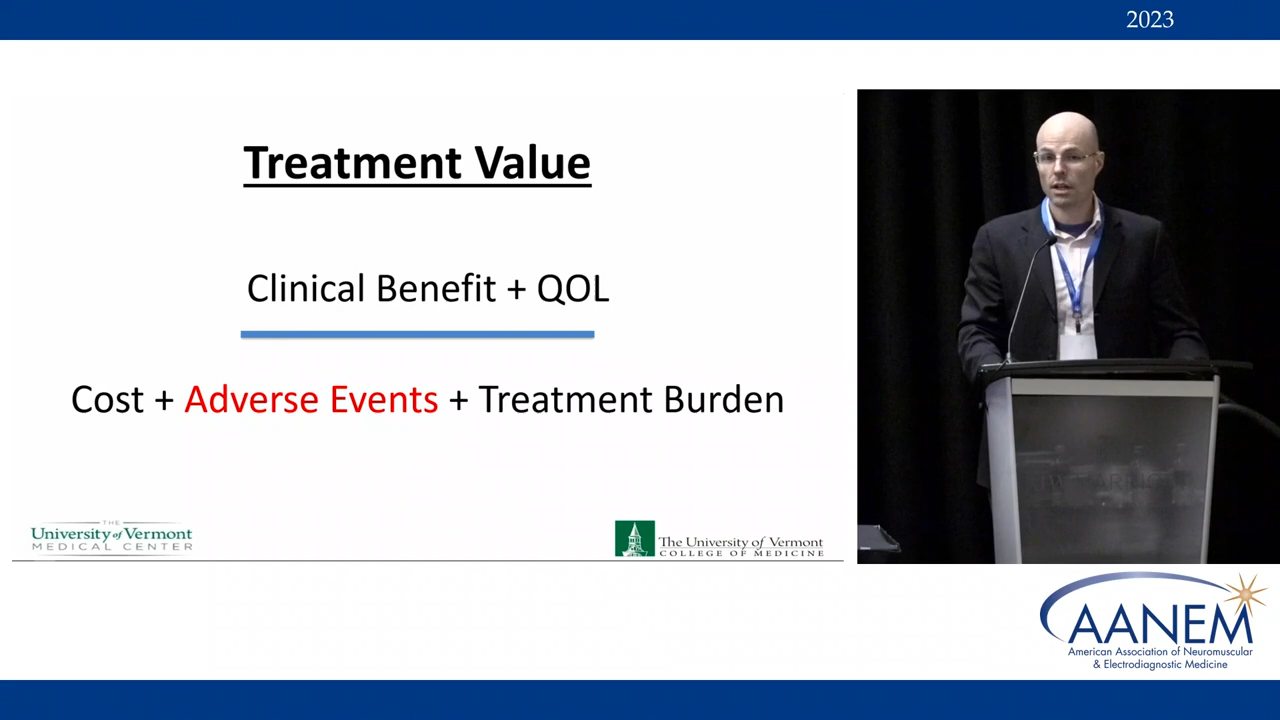 2023
Treatment Value
Clinical Benefit + QOL
Cost + Adverse Events + Treatment Burden
THE
University of Vermont
MEDICAL CENTER
The University of Vermont
COLLEGE OF MEDICINE
AANEM
American Association of Neuromuscular
& Electrodiagnostic Medicine